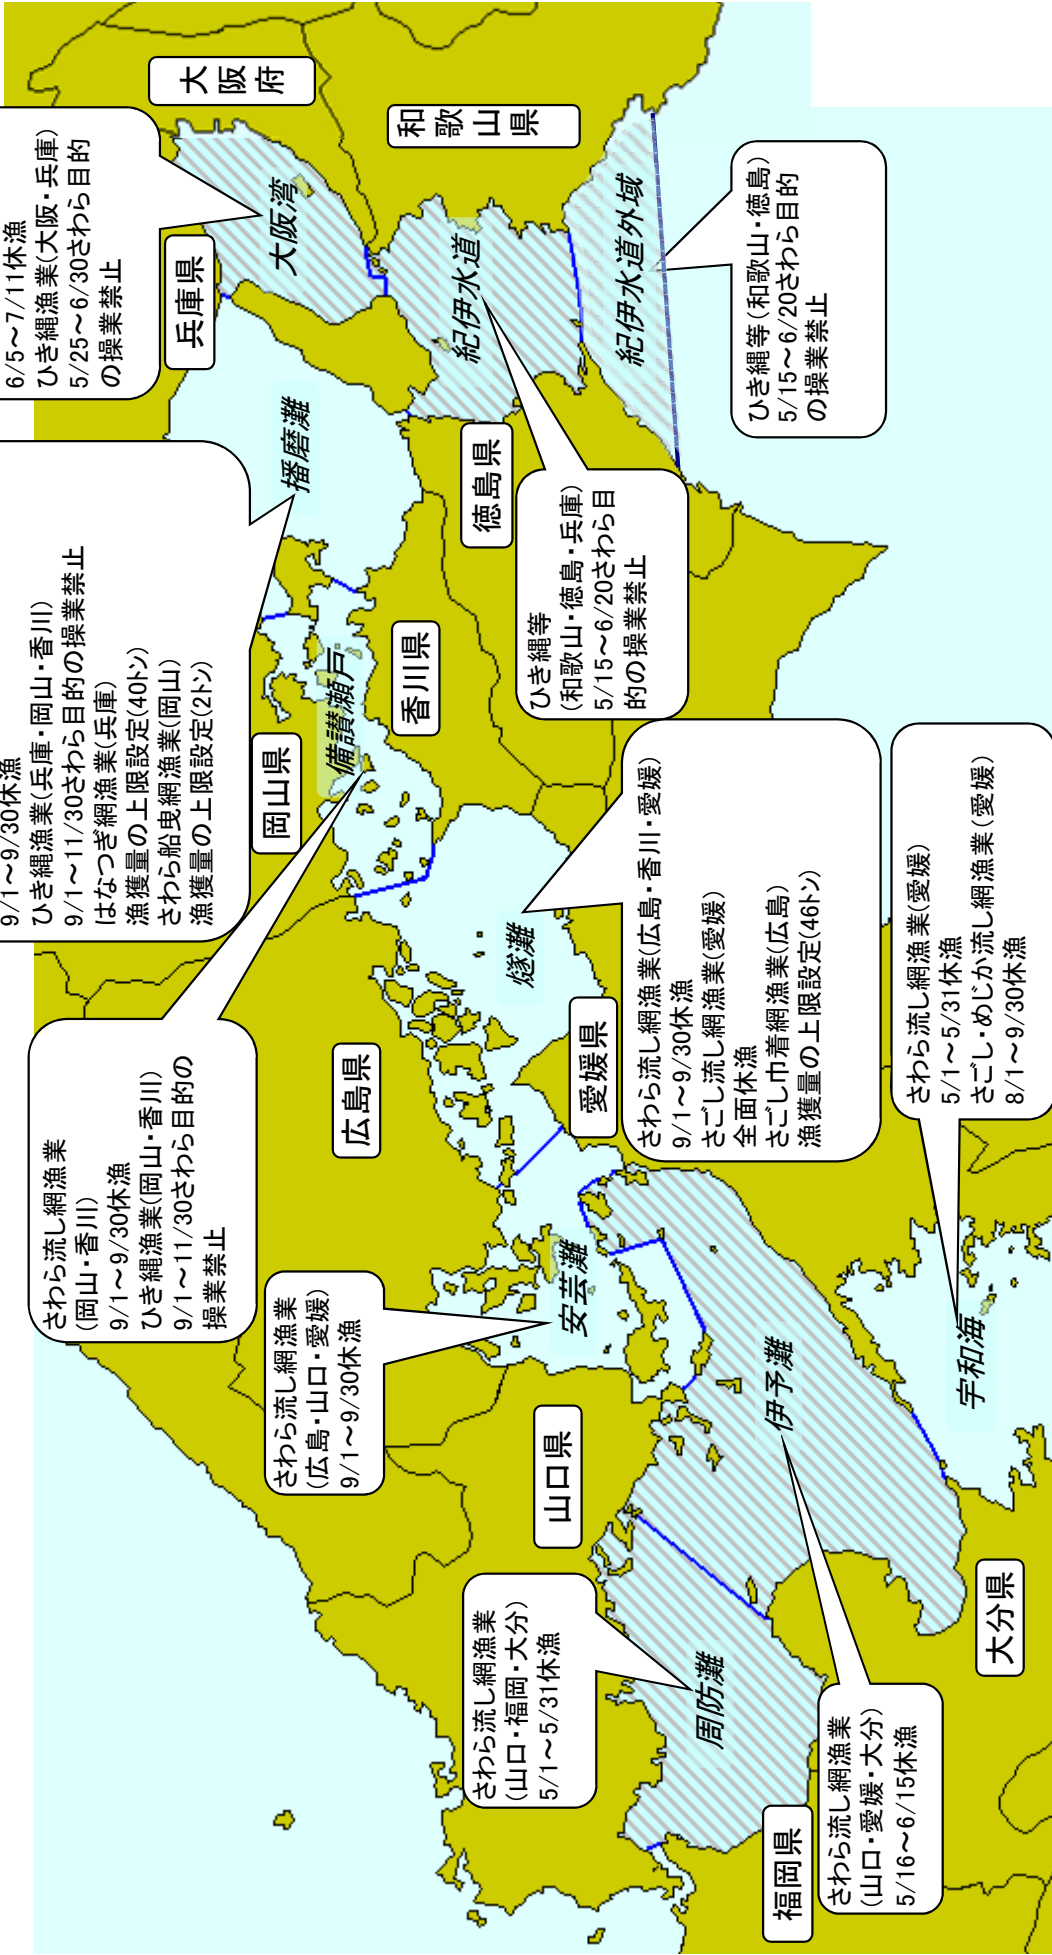 さわら流し網漁業
(岡山・香川)
9/1～9/30休漁
ひき縄漁業(岡山・香川)
9/1～11/30さわら目的の
操業禁止
9/1～9/30休漁
ひき縄漁業(兵庫・岡山・香川)
9/1～11/30さわら目的の操業禁止
はなつぎ網漁業(兵庫)
漁獲量の上限設定(40トン)
さわら船曳網漁業(岡山)
漁獲量の上限設定(2トン)
6/5～7/11休漁
ひき縄漁業(大阪・兵庫)
5/25～6/30さわら目的
の操業禁止
大阪府
兵庫県
大阪湾
和歌山県
播磨灘
岡山県
備讃瀬戸
香川県
徳島県
紀伊水道
紀伊水道外域
さわら流し網漁業
(広島・山口・愛媛)
9/1～9/30休漁
広島県
燧灘
愛媛県
安芸灘
山口県
さわら流し網漁業
(山口・福岡・大分)
5/1～5/31休漁
周防灘
伊予灘
宇和海
大分県
福岡県
さわら流し網漁業
(山口・愛媛・大分)
5/16～6/15休漁
ひき縄等
(和歌山・徳島・兵庫)
5/15～6/20さわら目
的の操業禁止
ひき縄等(和歌山・徳島)
5/15～6/20さわら目的
の操業禁止
さわら流し網漁業(広島・香川・愛媛)
9/1～9/30休漁
さごし流し網漁業(愛媛)
全面休漁
さごし巾着網漁業(広島)
漁獲量の上限設定(46トン)
さわら流し網漁業(愛媛)
5/1～5/31休漁
さごし・めじか流し網漁業(愛媛)
8/1～9/30休漁